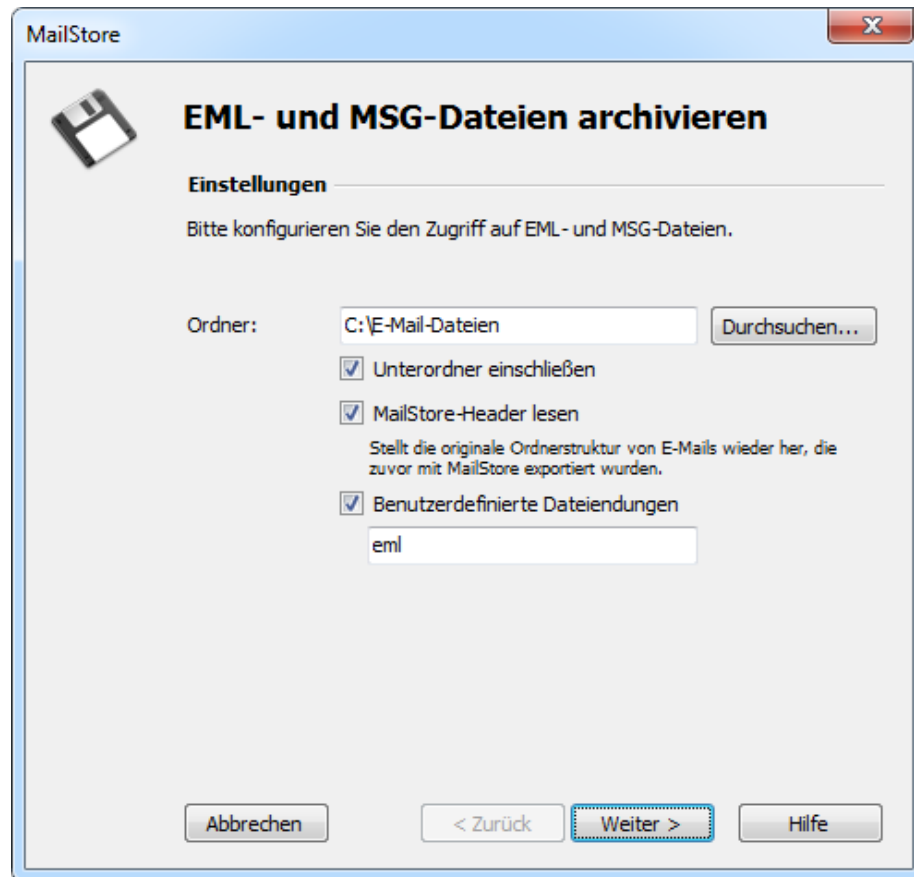 MailStore
EML- und MSG-Dateien archivieren
Einstellungen
Bitte konfigurieren Sie den Zugriff auf EML- und MSG-Dateien.
Ordner:
C:\E-Mail-Dateien
Durchsuchen...
Unterordner einschließen
MailStore-Header lesen
Stellt die originale Ordnerstruktur von E-Mails wieder her, die
zuvor mit MailStore exportiert wurden.
Benutzerdefinierte Dateiendungen
eml
Abbrechen
< Zurück
Weiter >
Hilfe